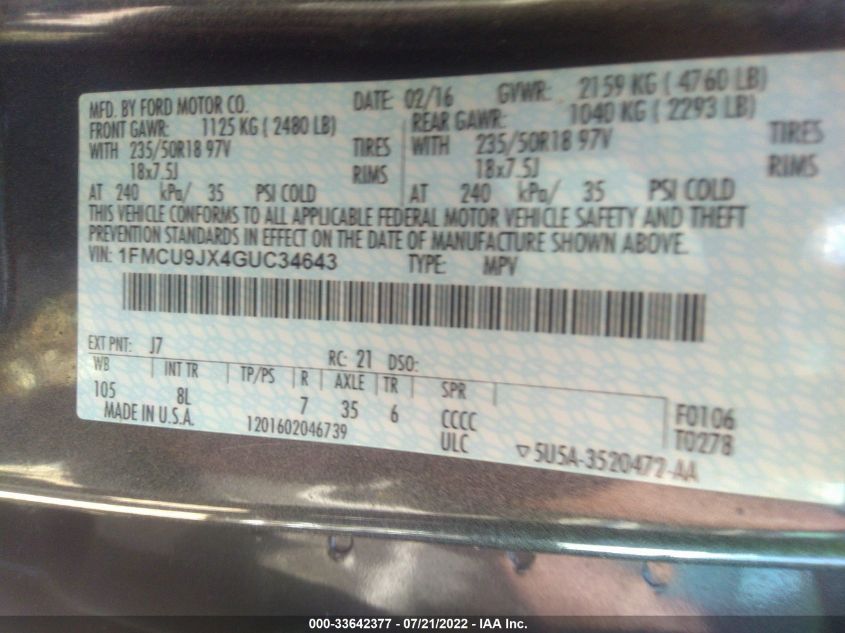 MFD. BY FORD MOTOR CO. DATE: 02/16 GVWR: 2159 KG ( 4760 LB)
FRONT GAWR: 1125 KG ( 2480 LB) REAR GAWR: 1040 KG ( 2293 LB)
WITH 235/50R18 97V TIRES WITH 235/50R18 97V TIRES
18x7.5J RIMS 18x7.5J RIMS
AT 240 kPa/ 35 PSI COLD AT 240 kPa/ 35 PSI COLD
THIS VEHICLE CONFORMS TO ALL APPLICABLE FEDERAL MOTOR VEHICLE SAFETY AND THEFT
PREVENTION STANDARDS IN EFFECT ON THE DATE OF MANUFACTURE SHOWN ABOVE.
VIN: 1FMCU9JX4GUC34643 TYPE: MPV
EXT PNT: J7 RC: 21 DSO:
WB INT TR TP/PS R AXLE TR SPR
105 8L 7 35 6 CCCC F0106
MADE IN U.S.A. 1201602046739 ULC T0278
▽5U5A-3520472-AA
000-33642377 - 07/21/2022 - IAA Inc.